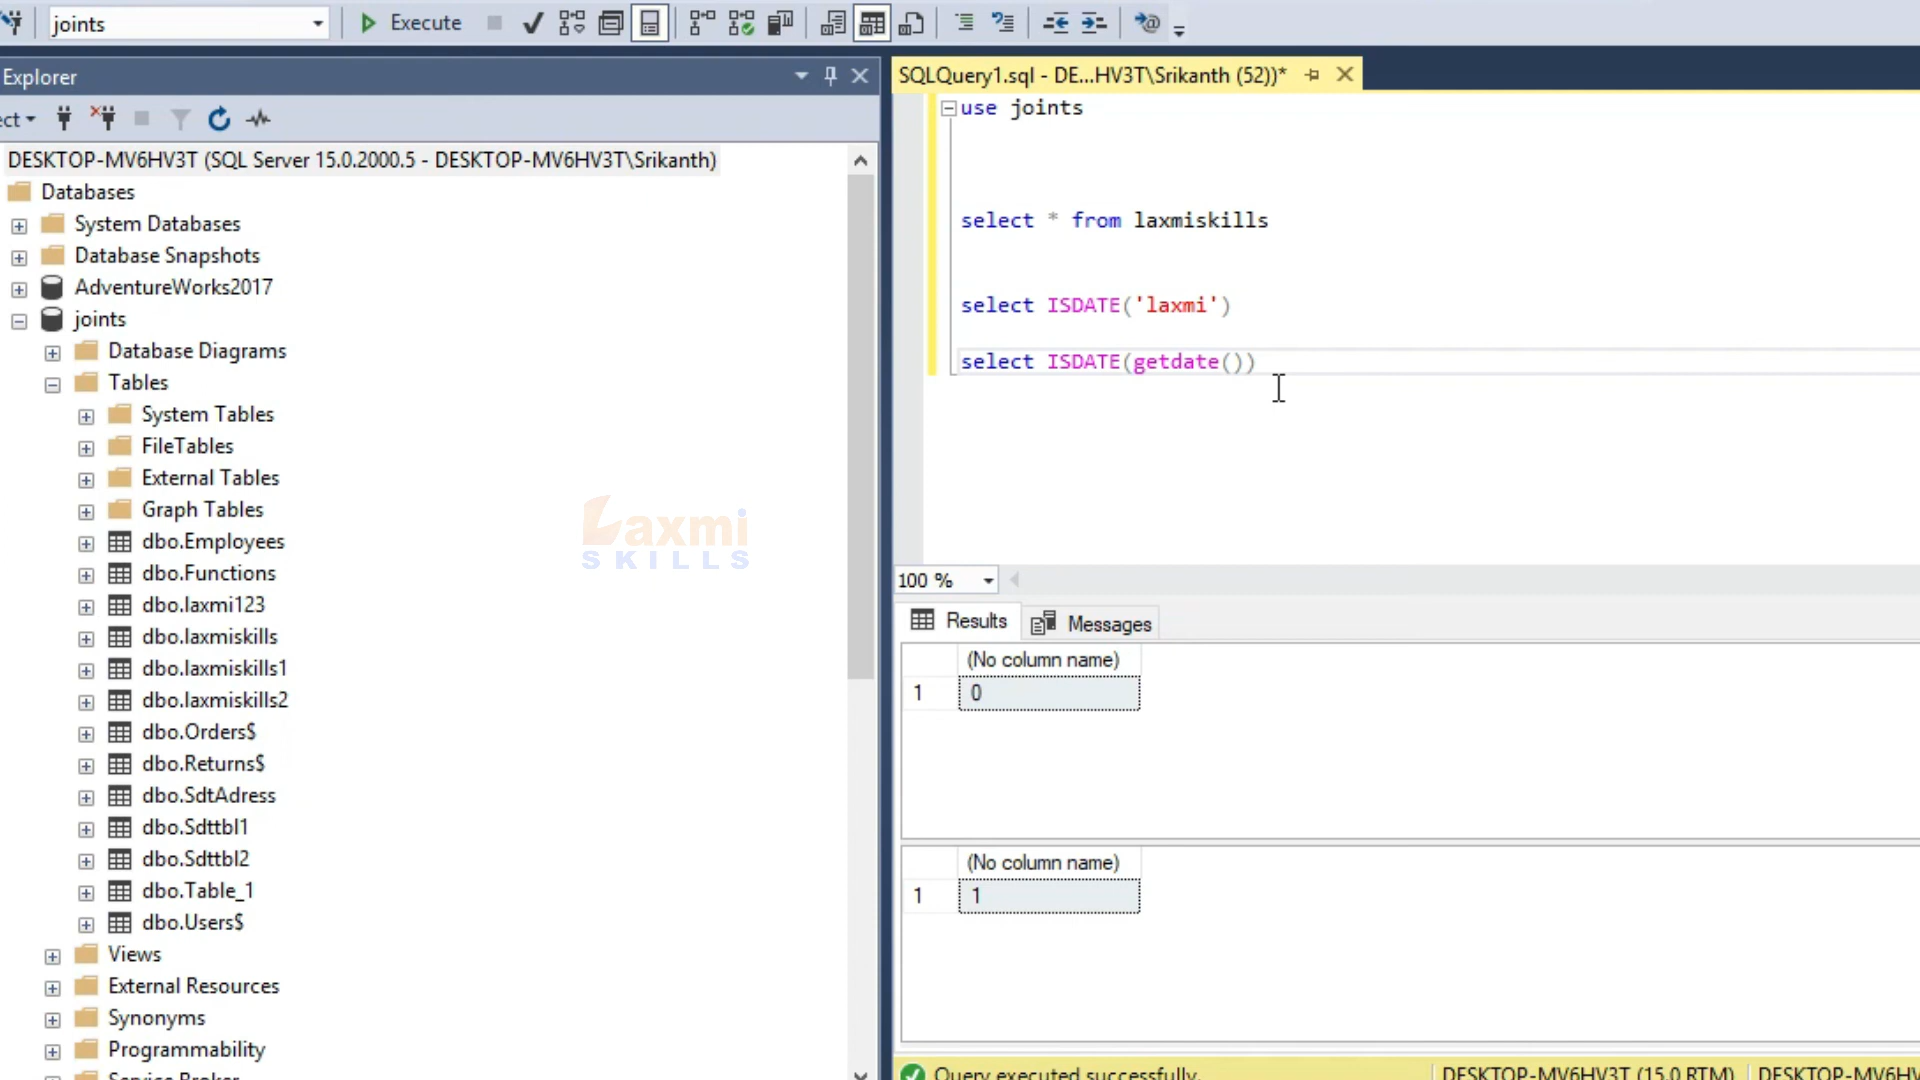 joints
Execute
Explorer
SQLQuery1.sql - DE...HV3T\Srikanth (52))*
ect
DESKTOP-MV6HV3T (SQL Server 15.0.2000.5 - DESKTOP-MV6HV3T\Srikanth)
Databases
System Databases
Database Snapshots
AdventureWorks2017
joints
Database Diagrams
Tables
System Tables
FileTables
External Tables
Graph Tables
dbo.Employees
dbo.Functions
dbo.laxmi123
dbo.laxmiskills
dbo.laxmiskills1
dbo.laxmiskills2
dbo.Orders$
dbo.Returns$
dbo.SdtAdress
dbo.Sdttbl1
dbo.Sdttbl2
dbo.Table_1
dbo.Users$
Views
External Resources
Synonyms
Programmability
Service Broker
Laxmi
SKILLS
use joints
select * from laxmiskills
select ISDATE('laxmi')
select ISDATE(getdate())
100 %
Results
Messages
(No column name)
1 0
(No column name)
1 1
Query executed successfully.
DESKTOP-MV6HV3T (15.0 RTM)
DESKTOP-MV6HV